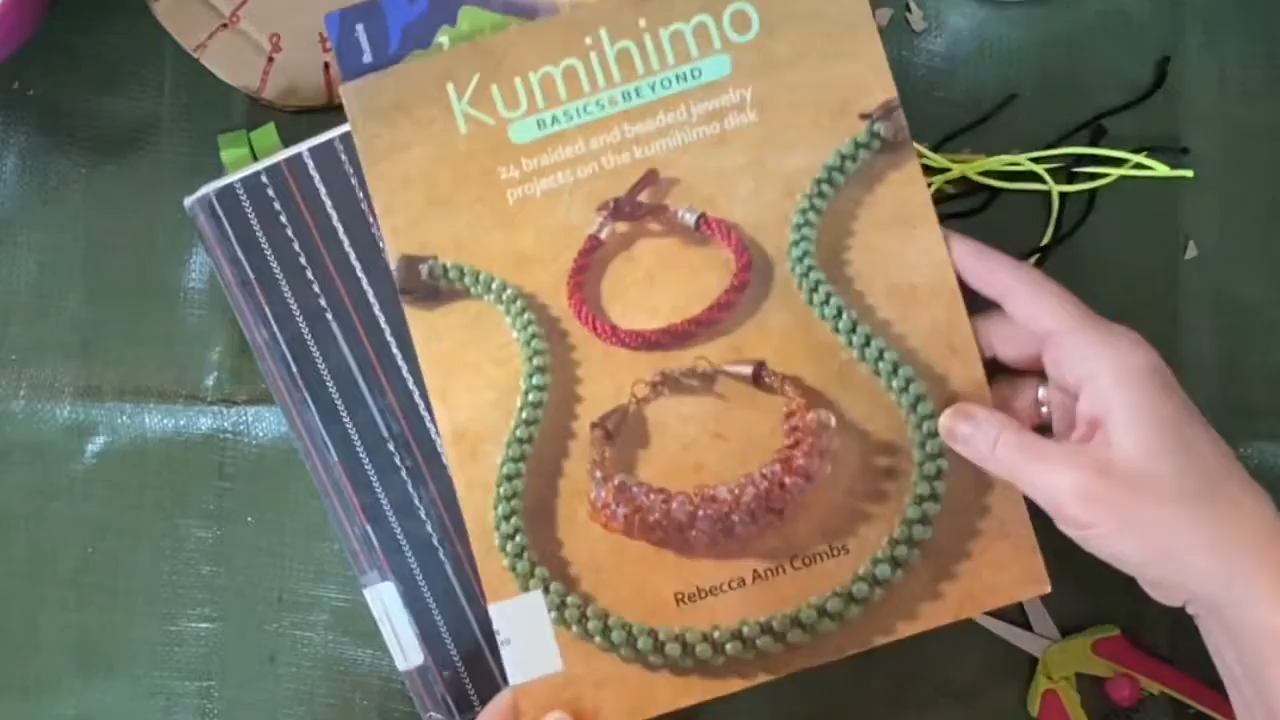 Kumihimo
BASICS & BEYOND
24 braided and beaded jewelry
projects on the kumihimo disk
Rebecca Ann Combs